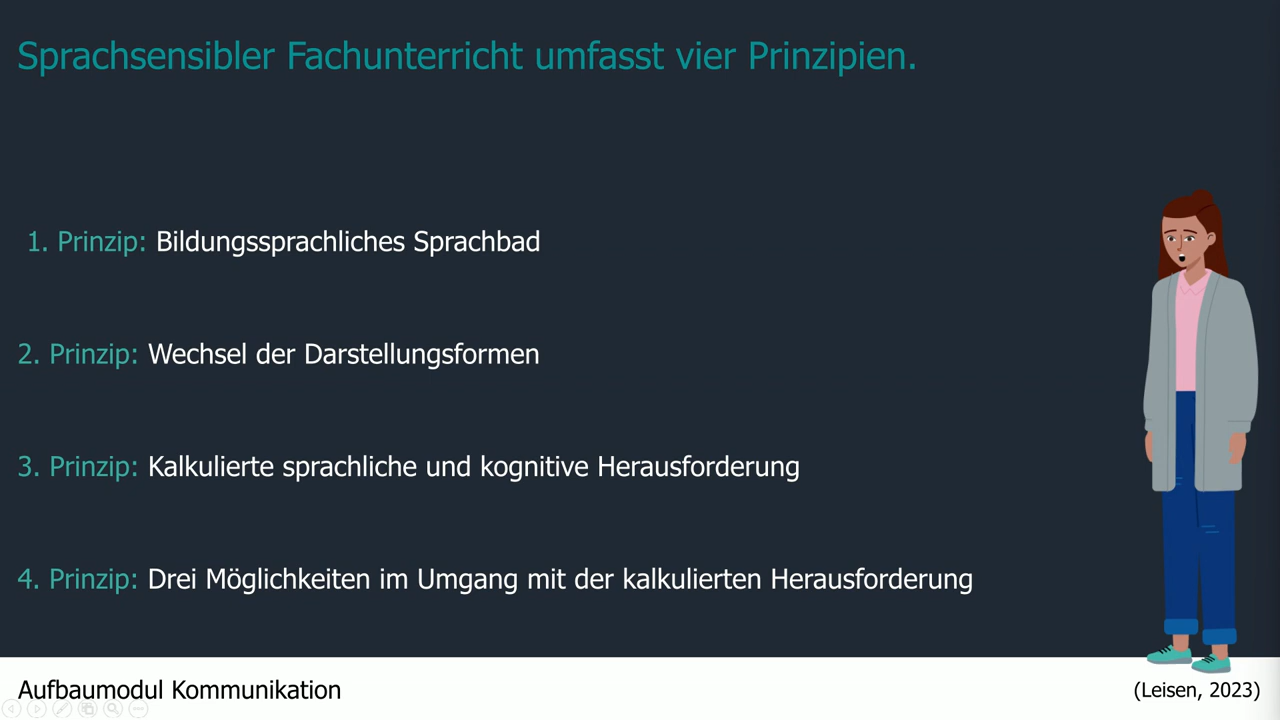 Sprachsensibler Fachunterricht umfasst vier Prinzipien.
1. Prinzip: Bildungssprachliches Sprachbad
2. Prinzip: Wechsel der Darstellungsformen
3. Prinzip: Kalkulierte sprachliche und kognitive Herausforderung
4. Prinzip: Drei Möglichkeiten im Umgang mit der kalkulierten Herausforderung
Aufbaumodul Kommunikation
(Leisen, 2023)